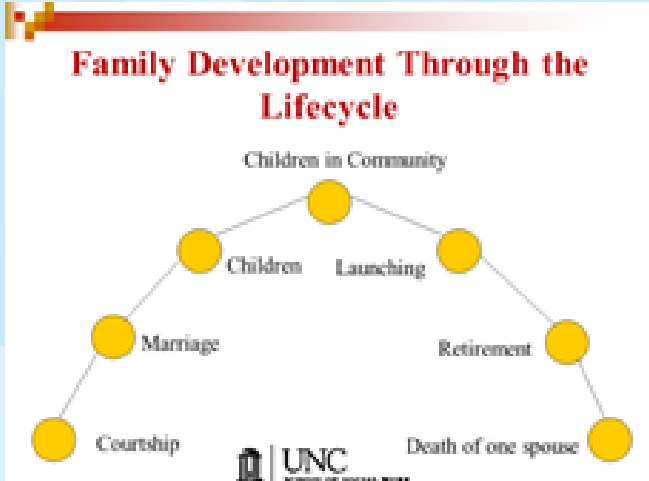 Family Development Through the
Lifecycle
Children in Community
Children
Launching
Marriage
Retirement
Courtship
Death of one spouse
UNC